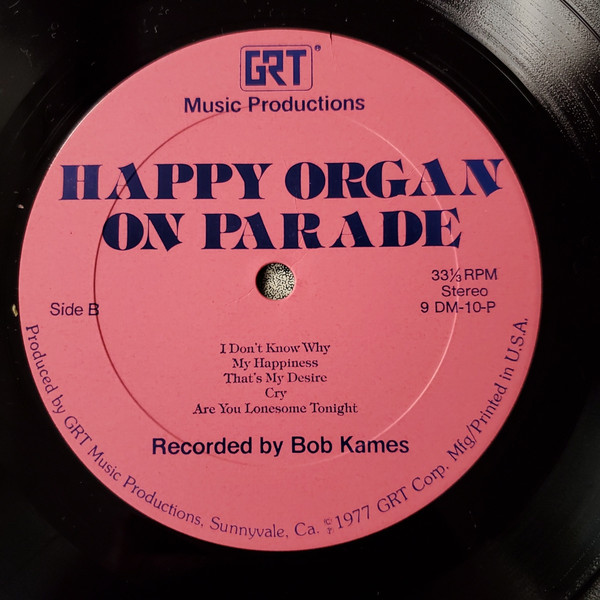 GRT®
Music Productions
HAPPY ORGAN
ON PARADE
33⅓ RPM
Stereo
9 DM-10-P
Side B
I Don't Know Why
My Happiness
That's My Desire
Cry
Are You Lonesome Tonight
Recorded by Bob Kames
Produced by GRT Music Productions, Sunnyvale, Ca. ©℗ 1977 GRT Corp. Mfg/Printed in U.S.A.